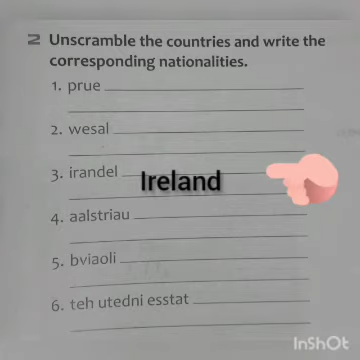 2 Unscramble the countries and write the
corresponding nationalities.
1. prue
2. wesal
3. irandel
Ireland
4. aalstriau
5. bviaoli
6. teh utedni esstat
InShOt